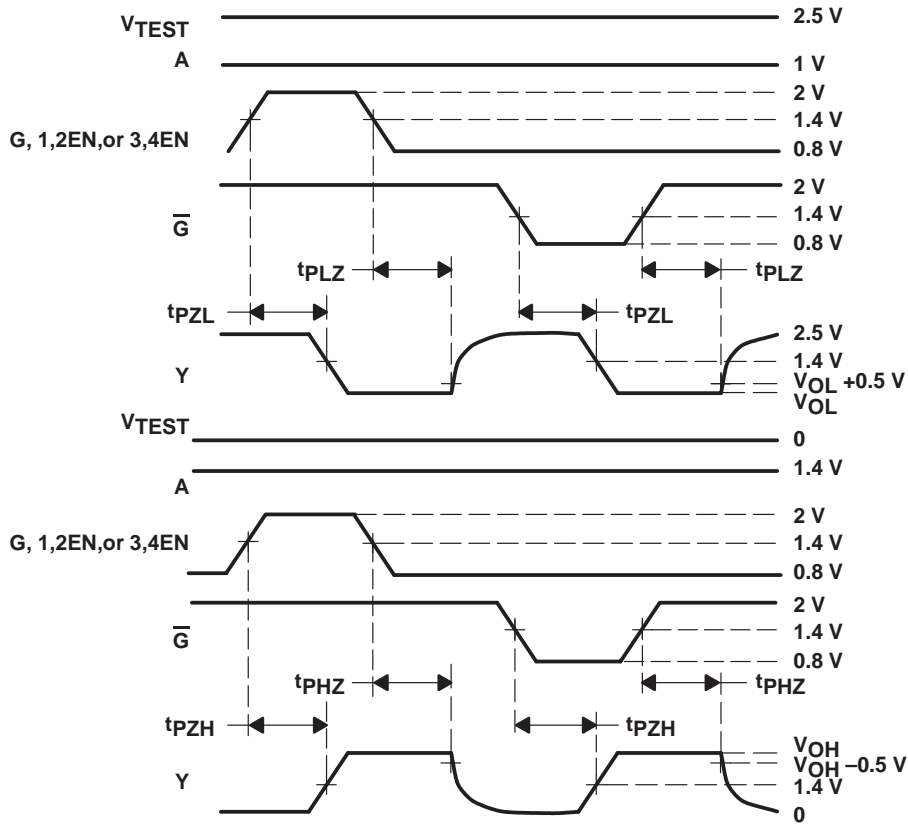 VTEST
2.5 V
A
1 V
2 V
G, 1,2EN,or 3,4EN
1.4 V
0.8 V
G̅
2 V
1.4 V
0.8 V
tPLZ
tPLZ
tPZL
tPZL
Y
2.5 V
1.4 V
VOL +0.5 V
VOL
VTEST
0
A
1.4 V
2 V
G, 1,2EN,or 3,4EN
1.4 V
0.8 V
G̅
2 V
1.4 V
0.8 V
tPHZ
tPHZ
tPZH
tPZH
Y
VOH
VOH –0.5 V
1.4 V
0